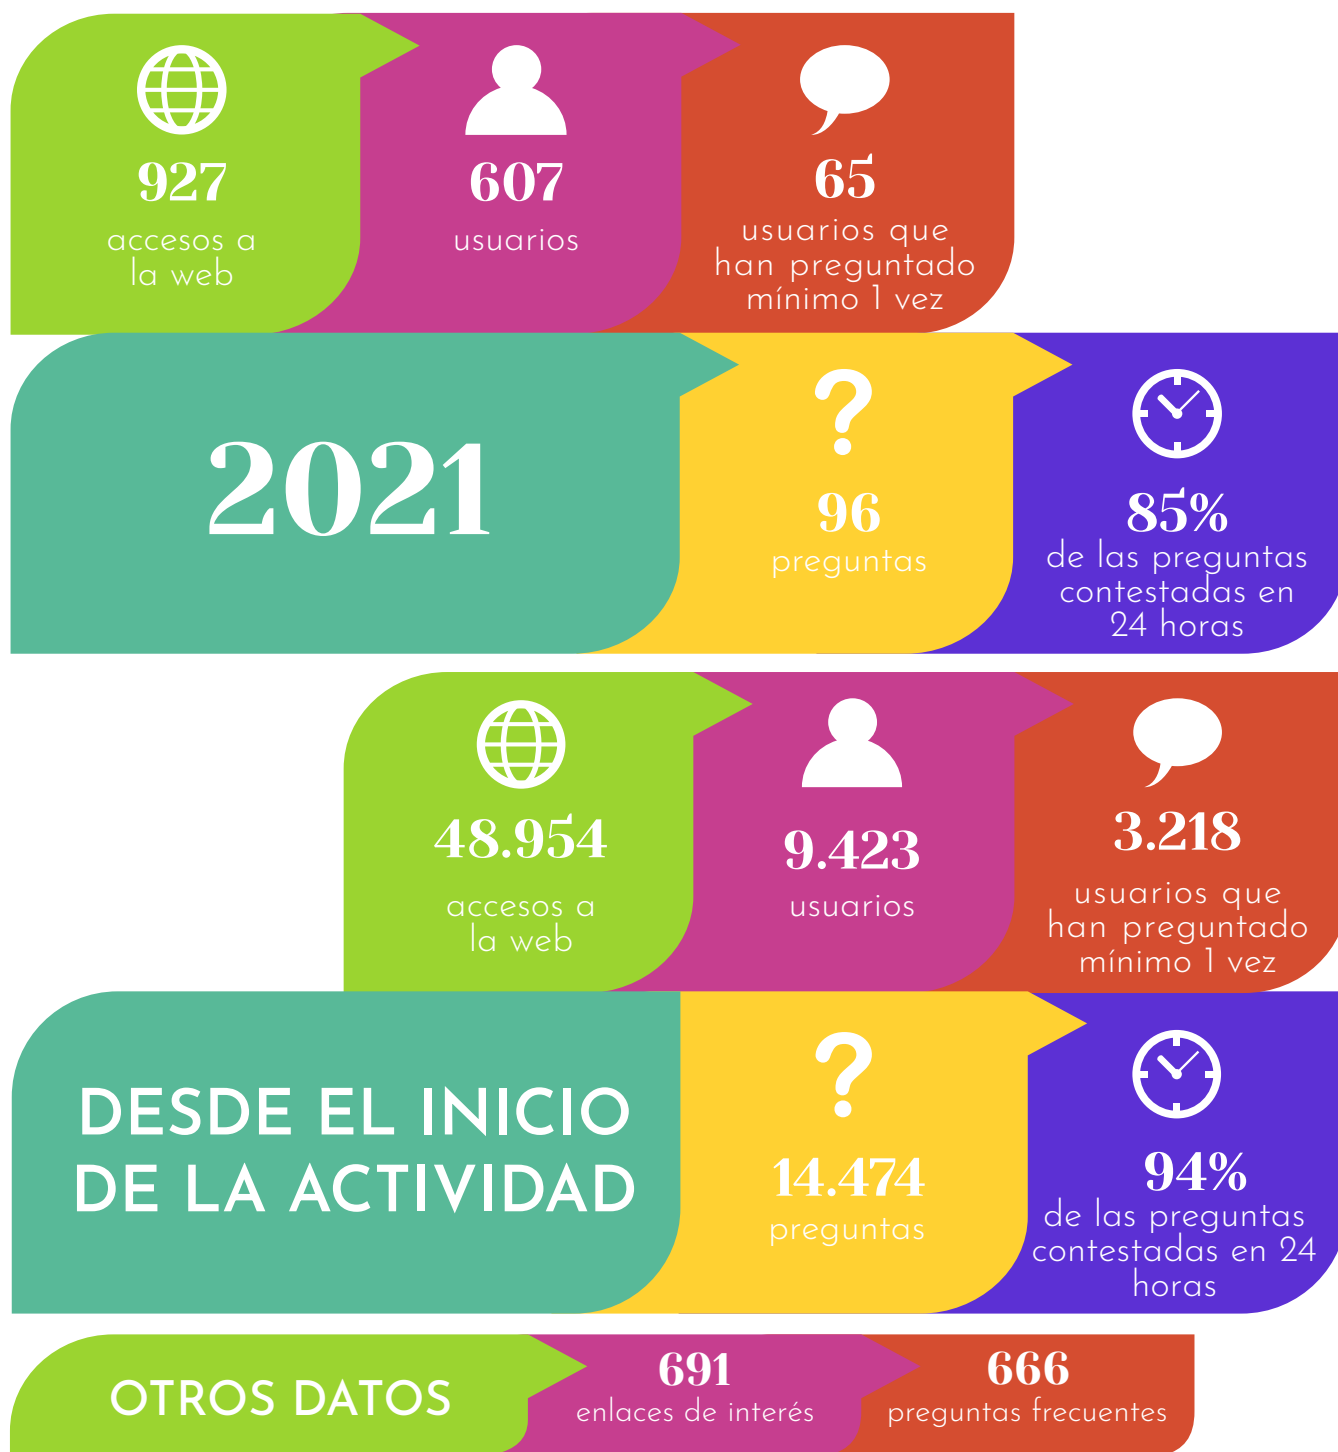 927
accesos a
la web
607
usuarios
65
usuarios que
han preguntado
mínimo 1 vez
2021
96
preguntas
85%
de las preguntas
contestadas en
24 horas
48.954
accesos a
la web
9.423
usuarios
3.218
usuarios que
han preguntado
mínimo 1 vez
DESDE EL INICIO
DE LA ACTIVIDAD
14.474
preguntas
94%
de las preguntas
contestadas en 24
horas
OTROS DATOS
691
enlaces de interés
666
preguntas frecuentes